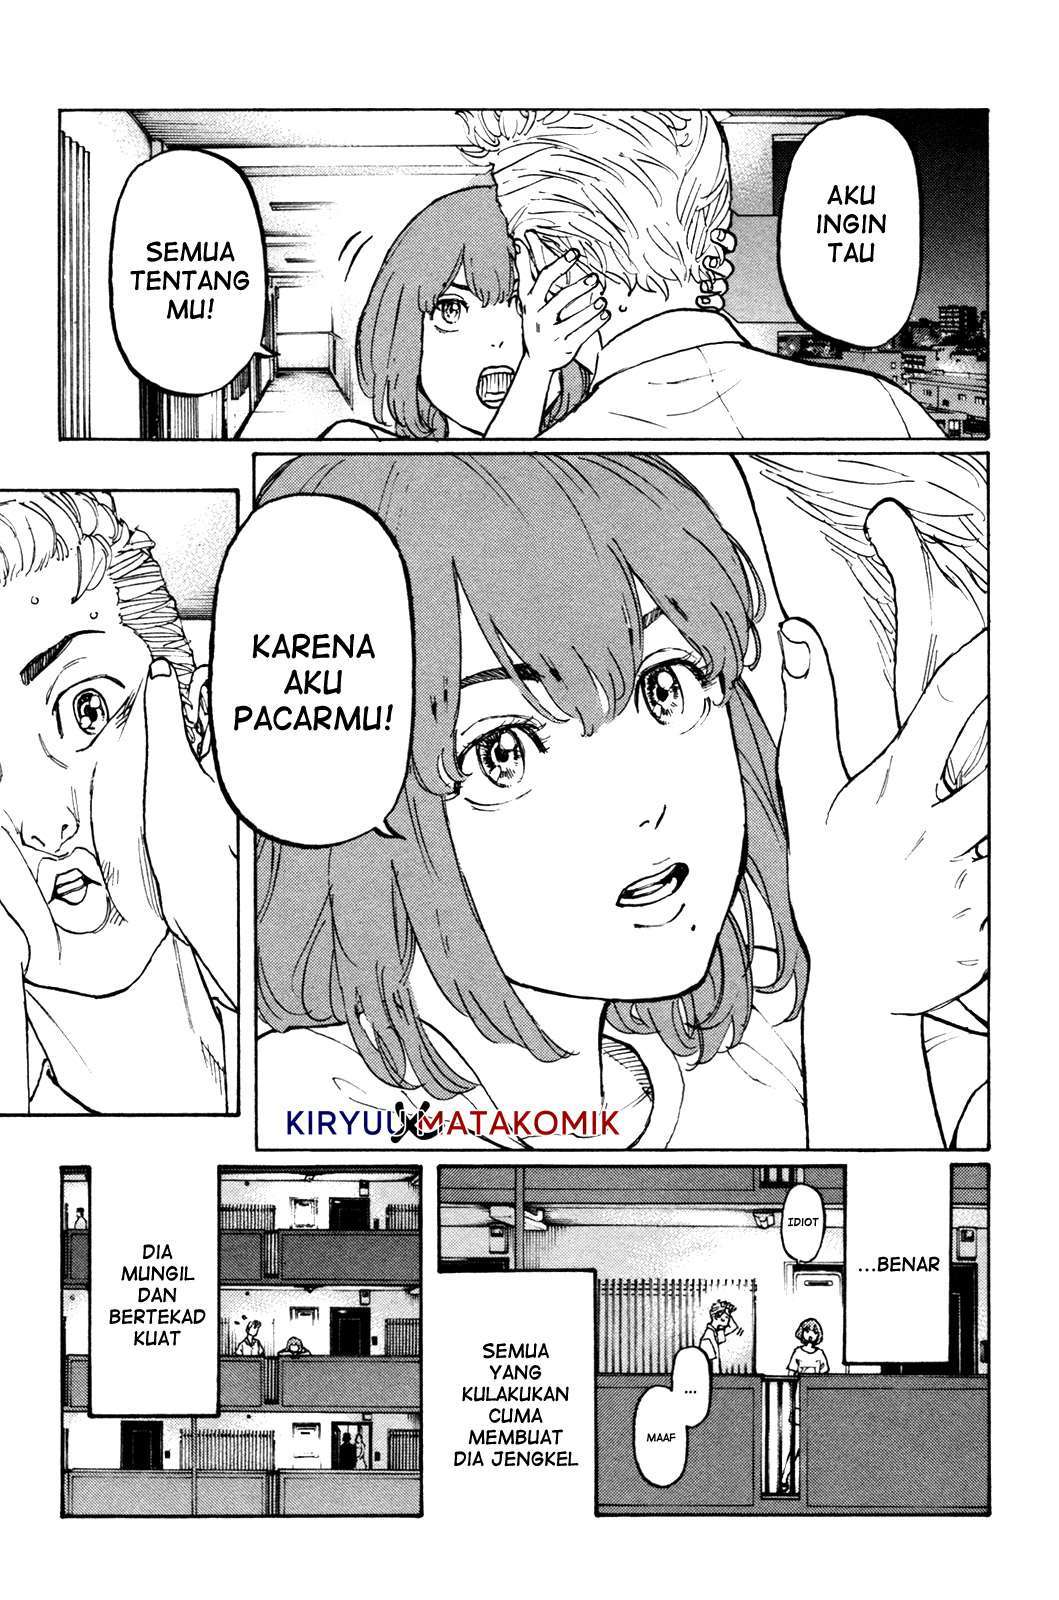 AKU
INGIN
TAU
SEMUA
TENTANG
MU!
KARENA
AKU
PACARMU!
KIRYUU X MATAKOMIK
...BENAR
IDIOT
...
MAAF
SEMUA
YANG
KULAKUKAN
CUMA
MEMBUAT
DIA JENGKEL
DIA
MUNGIL
DAN
BERTEKAD
KUAT